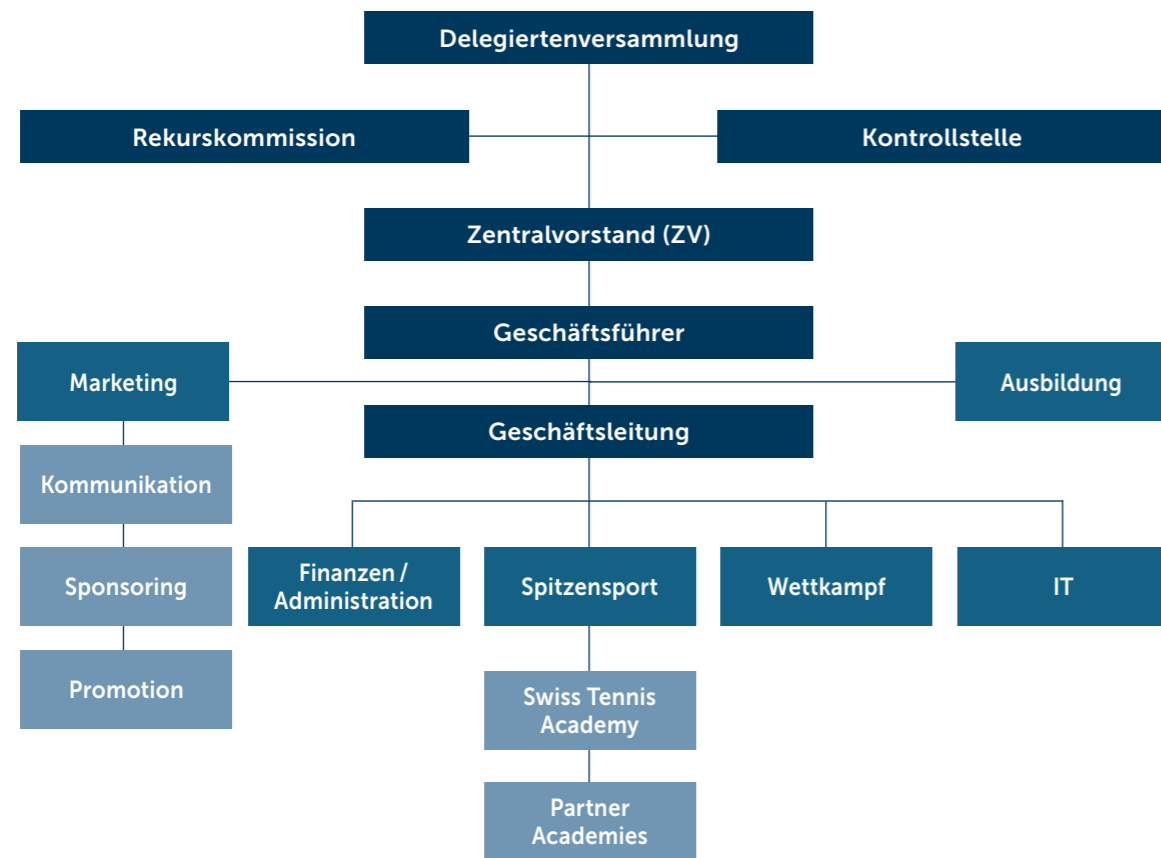 Delegiertenversammlung
Rekurskommission
Kontrollstelle
Zentralvorstand (ZV)
Geschäftsführer
Marketing
Ausbildung
Geschäftsleitung
Kommunikation
Sponsoring
Finanzen /
Administration
Spitzensport
Wettkampf
IT
Promotion
Swiss Tennis
Academy
Partner
Academies